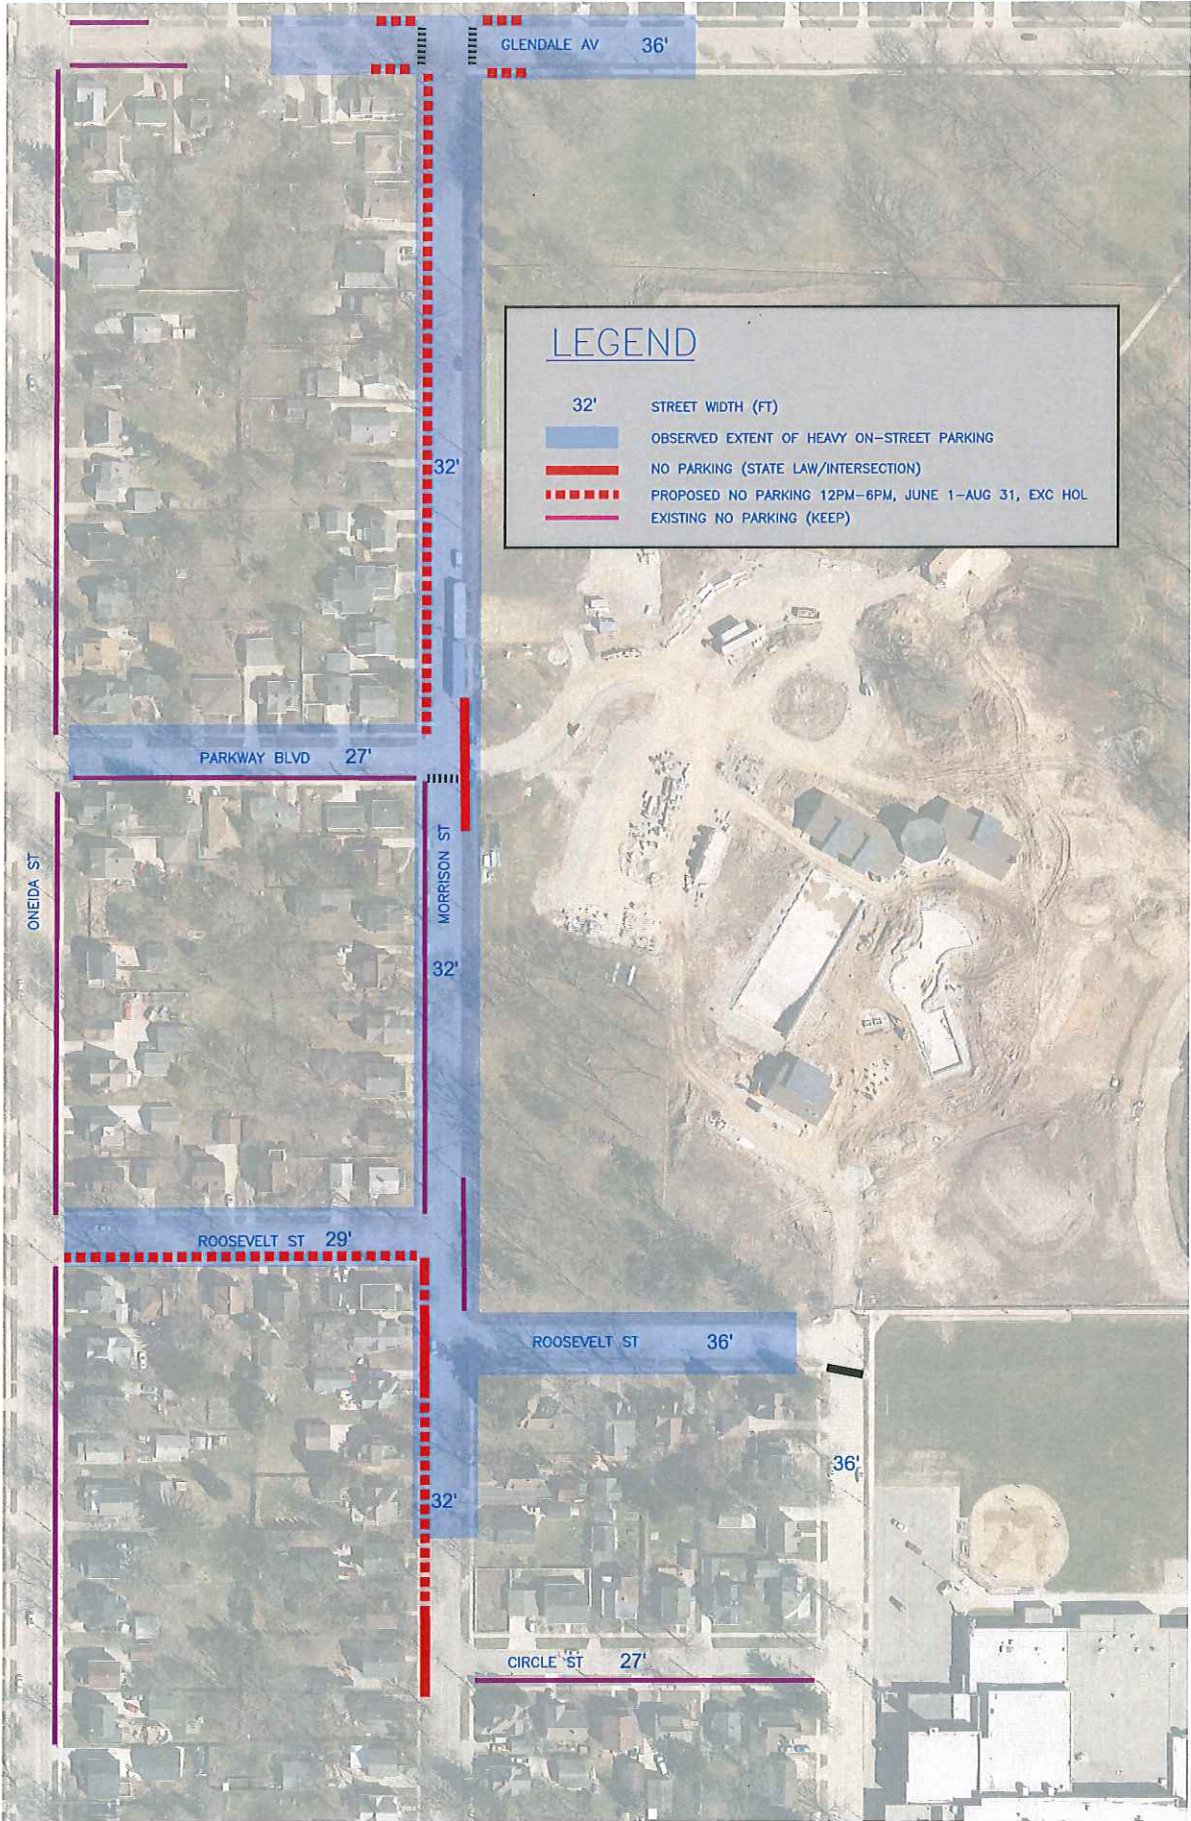 GLENDALE AV 36'
LEGEND
32' STREET WIDTH (FT)
OBSERVED EXTENT OF HEAVY ON-STREET PARKING
NO PARKING (STATE LAW/INTERSECTION)
PROPOSED NO PARKING 12PM-6PM, JUNE 1-AUG 31, EXC HOL
EXISTING NO PARKING (KEEP)
32'
PARKWAY BLVD 27'
ONEIDA ST
MORRISON ST
32'
ROOSEVELT ST 29'
ROOSEVELT ST 36'
36'
32'
CIRCLE ST 27'